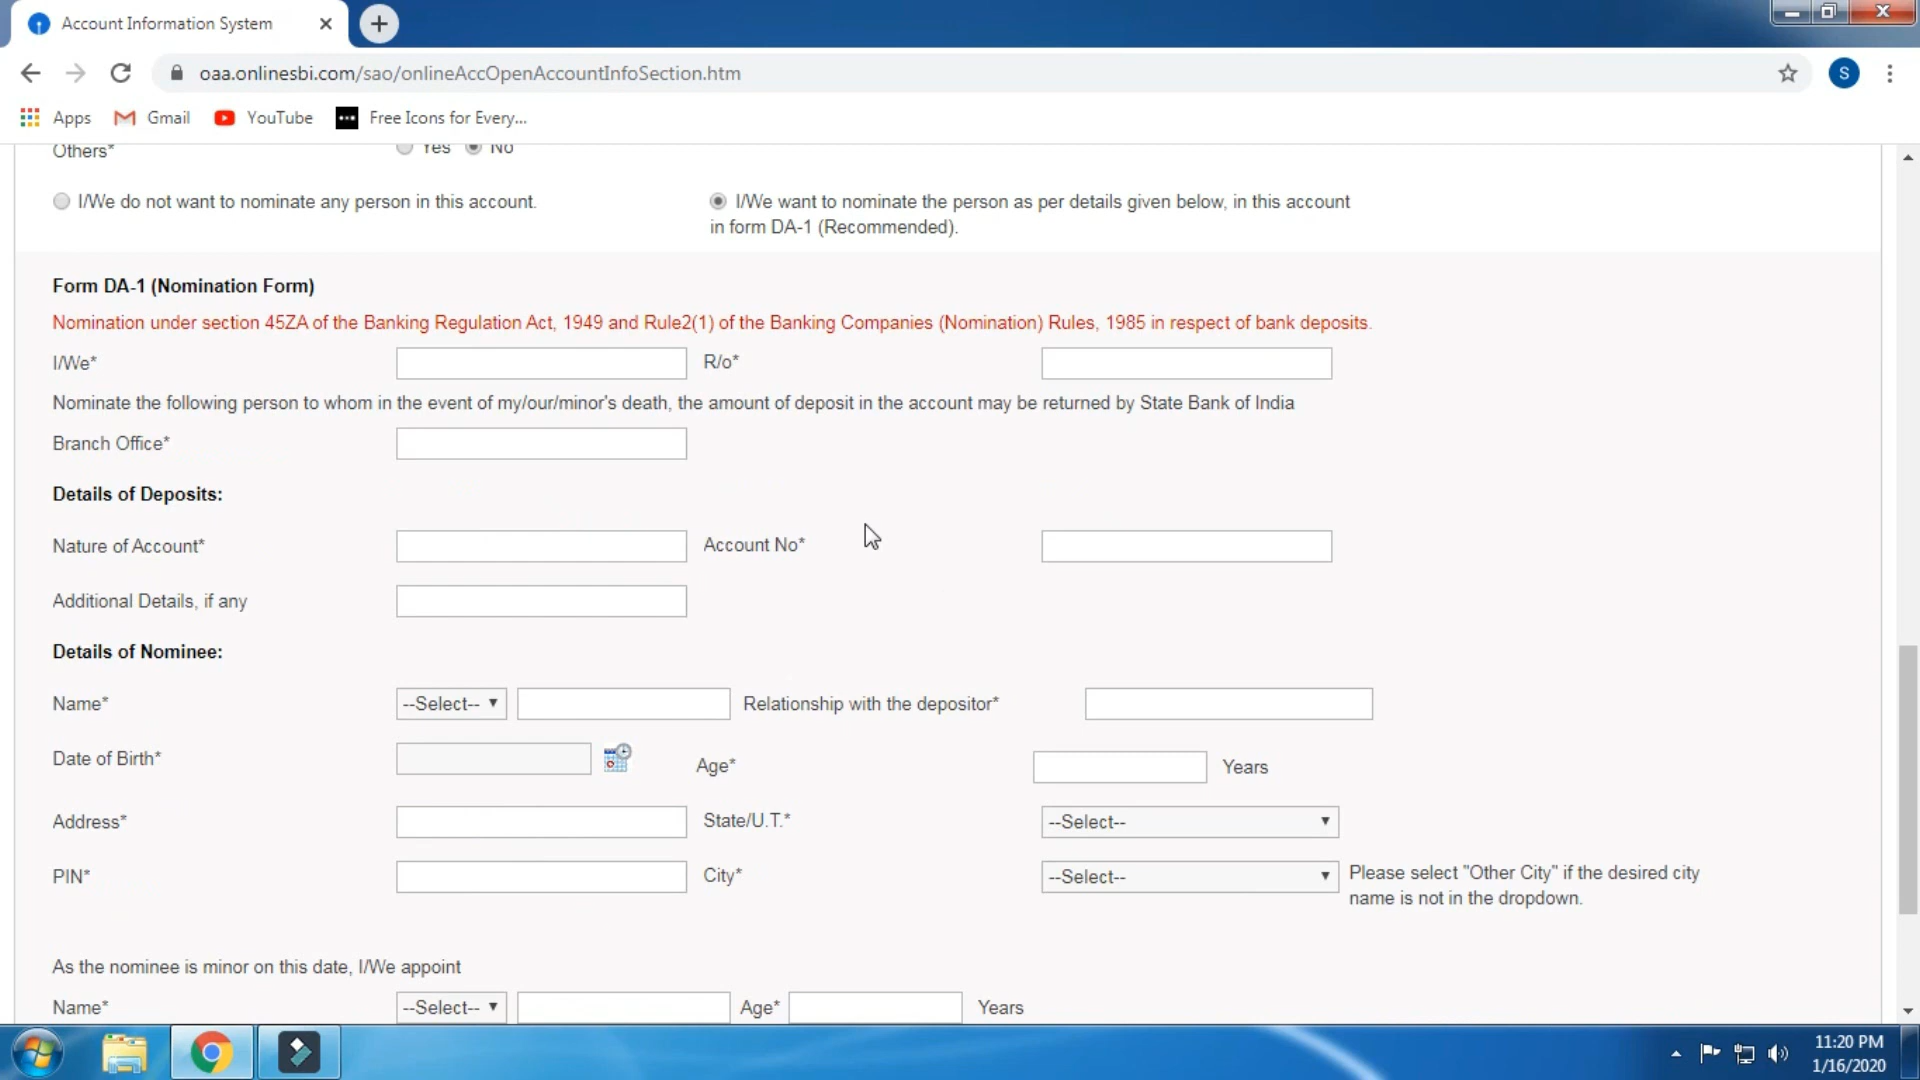 Account Information System
oaa.onlinesbi.com/sao/onlineAccOpenAccountInfoSection.htm
S
Apps Gmail YouTube Free Icons for Every...
Others* Yes No
I/We do not want to nominate any person in this account. I/We want to nominate the person as per details given below, in this account
in form DA-1 (Recommended).
Form DA-1 (Nomination Form)
Nomination under section 45ZA of the Banking Regulation Act, 1949 and Rule2(1) of the Banking Companies (Nomination) Rules, 1985 in respect of bank deposits.
I/We* R/o*
Nominate the following person to whom in the event of my/our/minor's death, the amount of deposit in the account may be returned by State Bank of India
Branch Office*
Details of Deposits:
Nature of Account* Account No*
Additional Details, if any
Details of Nominee:
Name* --Select-- Relationship with the depositor*
Date of Birth* Age* Years
Address* State/U.T.* --Select--
PIN* City* --Select-- Please select "Other City" if the desired city
name is not in the dropdown.
As the nominee is minor on this date, I/We appoint
Name* --Select-- Age* Years
11:20 PM
1/16/2020